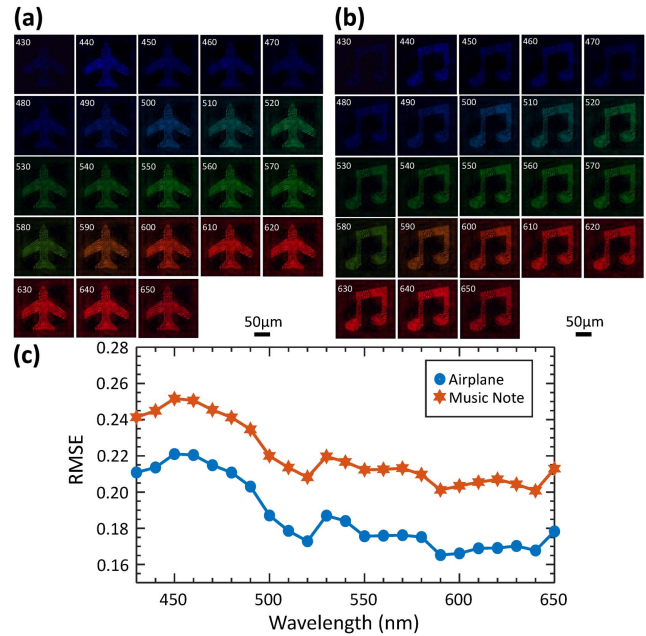 (a)
(b)
430 440 450 460 470
430 440 450 460 470
480 490 500 510 520
480 490 500 510 520
530 540 550 560 570
530 540 550 560 570
580 590 600 610 620
580 590 600 610 620
630 640 650
50μm
630 640 650
50μm
(c)
0.28
0.24
0.22
0.20
0.18
0.16
RMSE
Airplane
Music Note
450 500 550 600 650
Wavelength (nm)